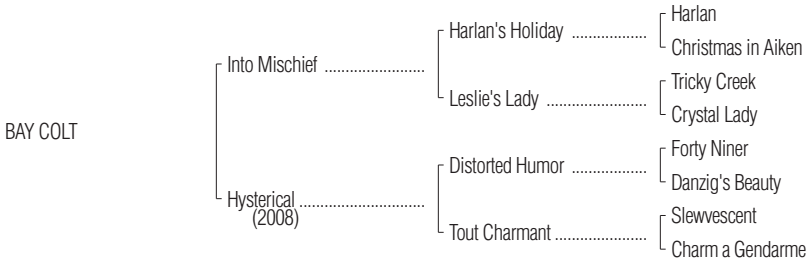 Harlan
Harlan's Holiday ..................
Christmas in Aiken
Into Mischief ........................
Tricky Creek
Leslie's Lady ........................
Crystal Lady
BAY COLT
Forty Niner
Distorted Humor ..................
Danzig's Beauty
Hysterical ..............................
(2008)
Slewvescent
Tout Charmant ......................
Charm a Gendarme